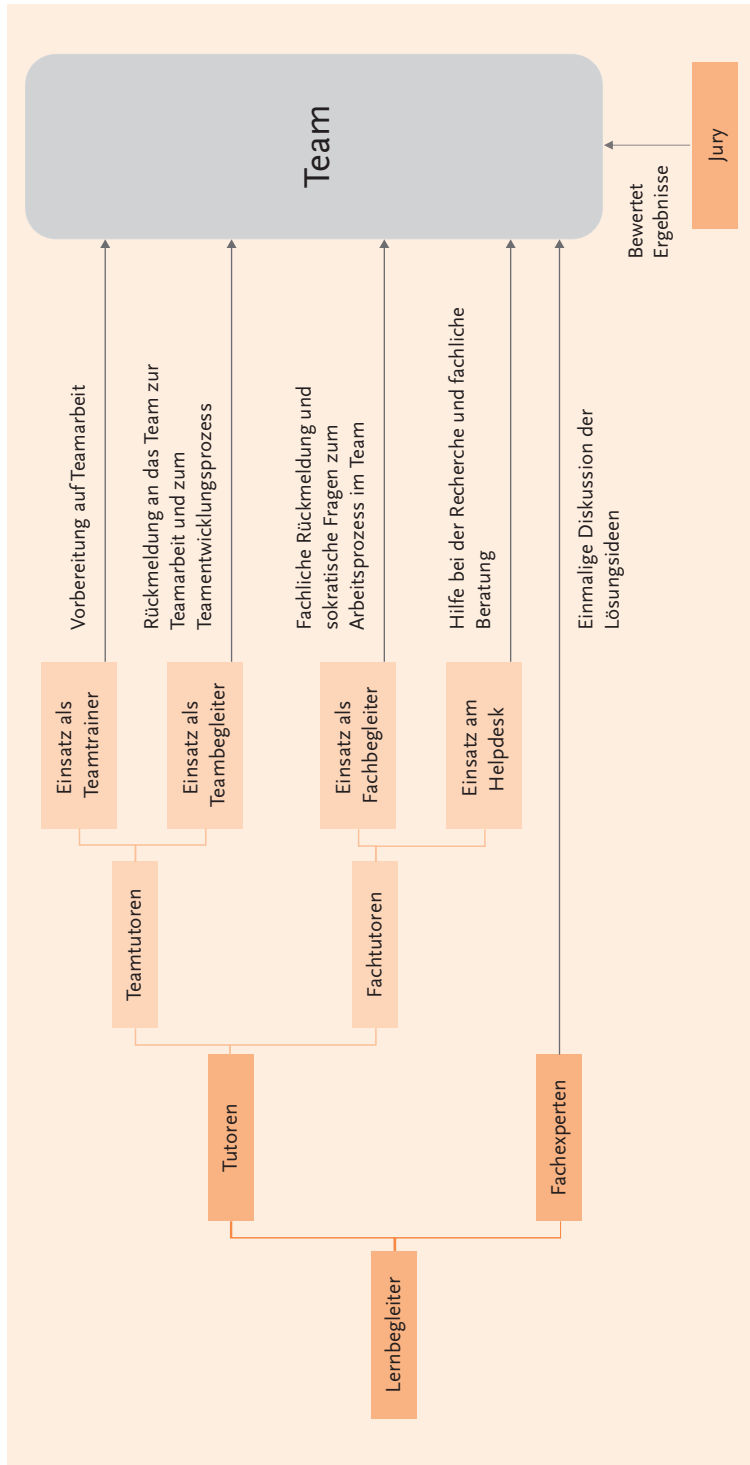 Lernbegleiter
Tutoren
Fachexperten
Teamtutoren
Fachtutoren
Einsatz als
Teamtrainer
Einsatz als
Teambegleiter
Einsatz als
Fachbegleiter
Einsatz am
Helpdesk
Vorbereitung auf Teamarbeit
Rückmeldung an das Team zur
Teamarbeit und zum
Teamentwicklungsprozess
Fachliche Rückmeldung und
sokratische Fragen zum
Arbeitsprozess im Team
Hilfe bei der Recherche und fachliche
Beratung
Einmalige Diskussion der
Lösungsideen
Team
Bewertet
Ergebnisse
Jury